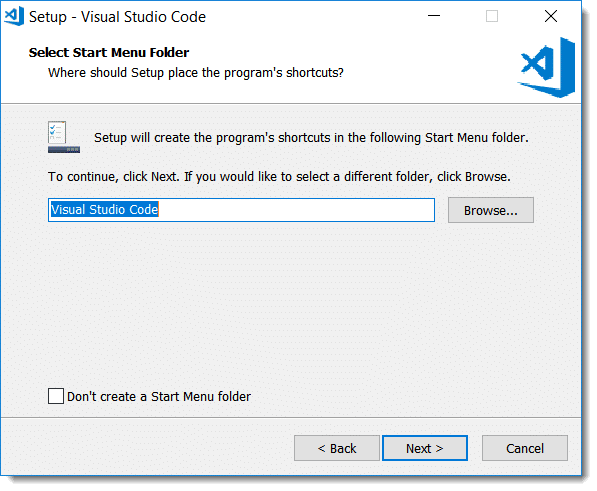 Setup - Visual Studio Code
Select Start Menu Folder
Where should Setup place the program's shortcuts?
Setup will create the program's shortcuts in the following Start Menu folder.
To continue, click Next. If you would like to select a different folder, click Browse.
Visual Studio Code
Browse...
Don't create a Start Menu folder
< Back
Next >
Cancel